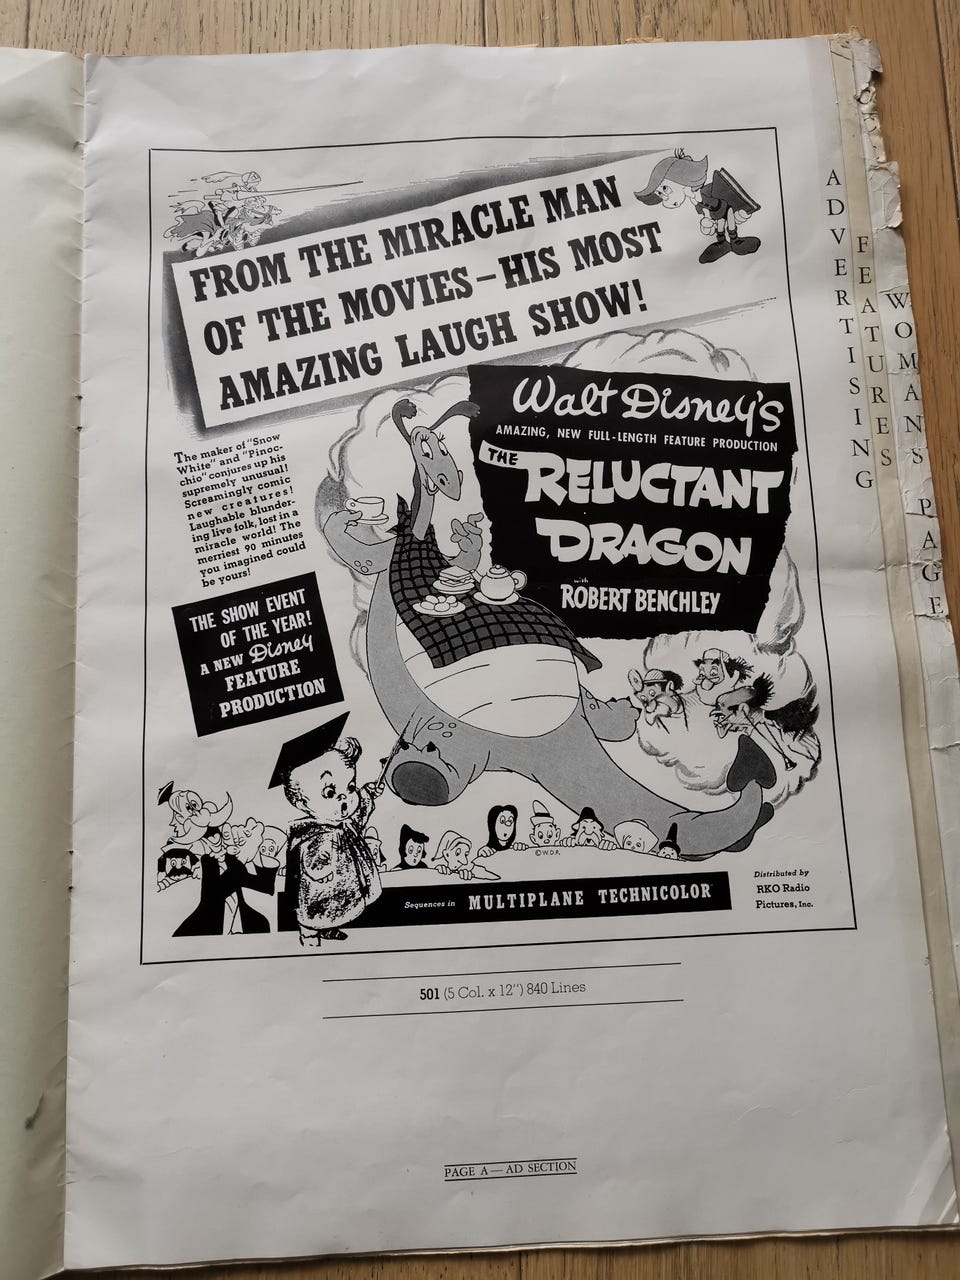 FROM THE MIRACLE MAN
OF THE MOVIES–HIS MOST
AMAZING LAUGH SHOW!
Walt Disney's
AMAZING, NEW FULL-LENGTH FEATURE PRODUCTION
THE
RELUCTANT
DRAGON
with
ROBERT BENCHLEY
The maker of "Snow
White" and "Pinoc-
chio" conjures up his
supremely unusual!
Screamingly comic
new creatures!
Laughable blunder-
ing live folk, lost in a
miracle world! The
merriest 90 minutes
you imagined could
be yours!
THE SHOW EVENT
OF THE YEAR!
A NEW Disney
FEATURE
PRODUCTION
© W.D.P.
Sequences in MULTIPLANE TECHNICOLOR
Distributed by
RKO Radio
Pictures, Inc.
501 (5 Col. x 12") 840 Lines
PAGE A — AD SECTION
ADVERTISING
FEATURES
WOMAN'S PAGE